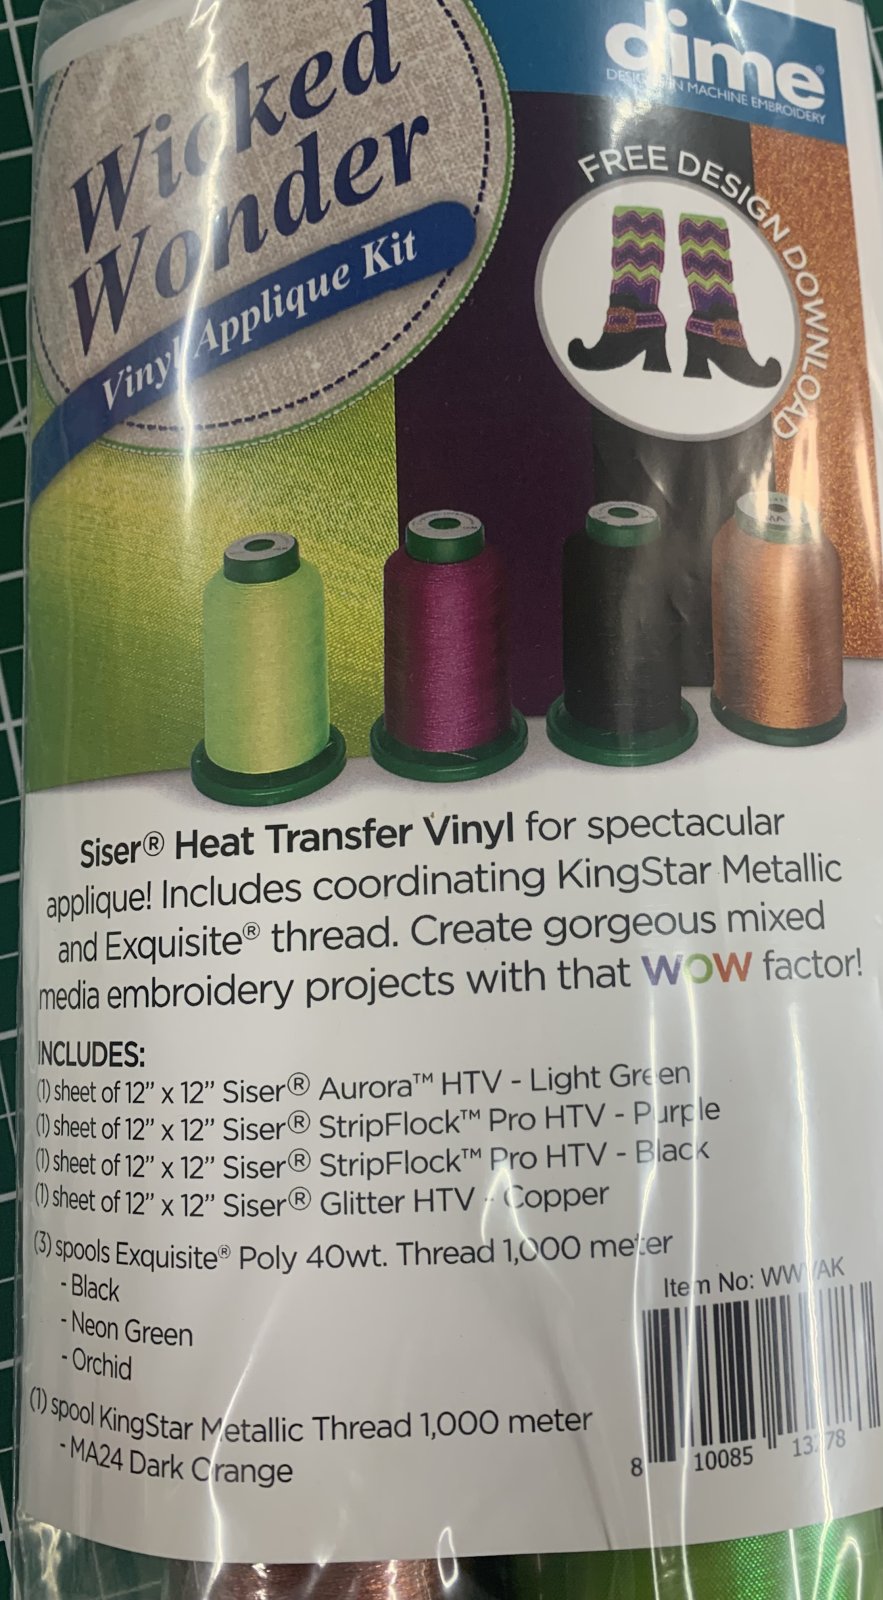 Wicked
Wonder
Vinyl Applique Kit
dime®
DESIGNS IN MACHINE EMBROIDERY
FREE DESIGN DOWNLOAD
Siser® Heat Transfer Vinyl for spectacular
applique! Includes coordinating KingStar Metallic
and Exquisite® thread. Create gorgeous mixed
media embroidery projects with that WOW factor!
INCLUDES:
(1) sheet of 12” x 12” Siser® Aurora™ HTV - Light Green
(1) sheet of 12” x 12” Siser® StripFlock™ Pro HTV - Purple
(1) sheet of 12” x 12” Siser® StripFlock™ Pro HTV - Black
(1) sheet of 12” x 12” Siser® Glitter HTV - Copper
(3) spools Exquisite® Poly 40wt. Thread 1,000 meter
- Black
- Neon Green
- Orchid
(1) spool KingStar Metallic Thread 1,000 meter
- MA24 Dark Orange
Item No:
8 10085